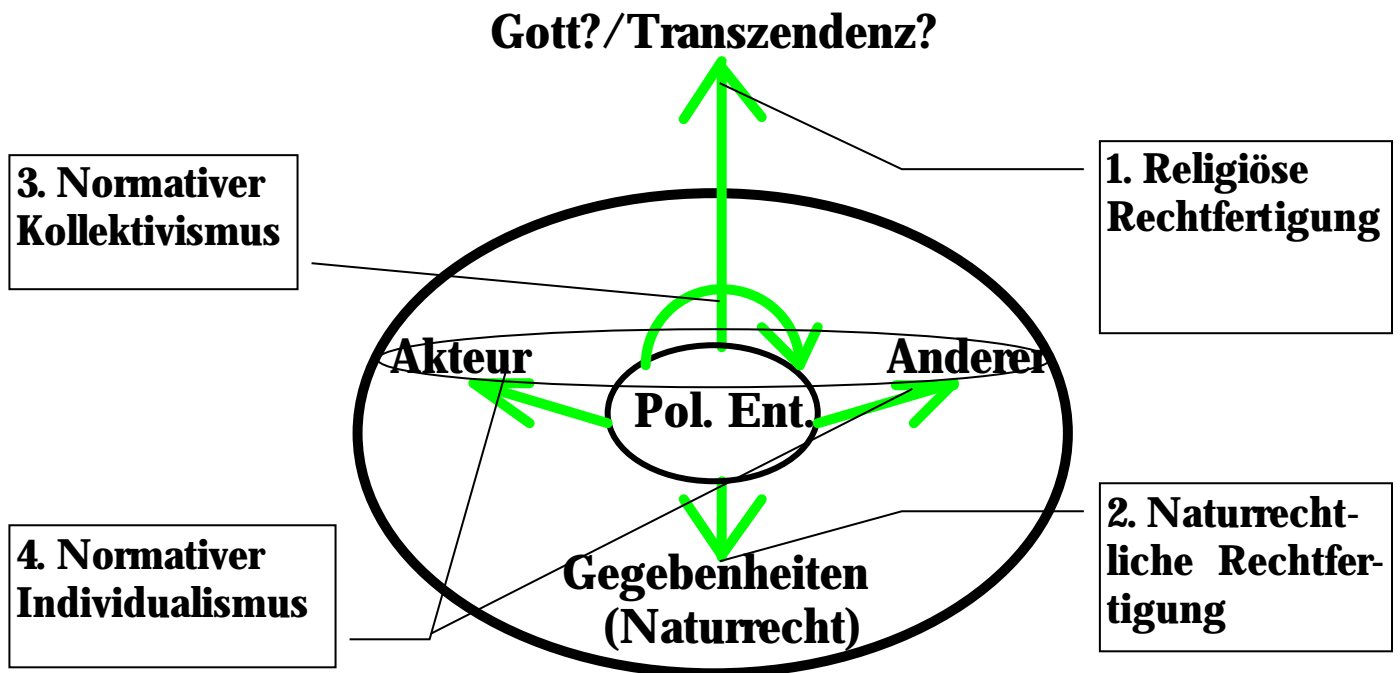 Gott?/Transzendenz?
3. Normativer
Kollektivismus
1. Religiöse
Rechtfertigung
Akteur
Anderer
Pol. Ent.
4. Normativer
Individualismus
2. Naturrecht-
liche Rechtfer-
tigung
Gegebenheiten
(Naturrecht)